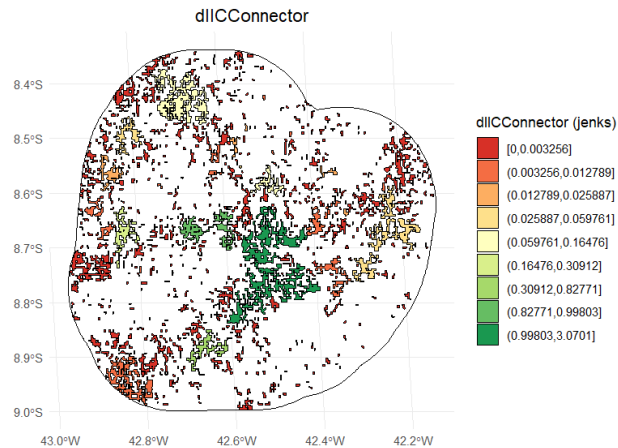 dIICConnector
8.4°S
8.5°S
8.6°S
8.7°S
8.8°S
8.9°S
9.0°S
43.0°W
42.8°W
42.6°W
42.4°W
42.2°W
dIICConnector (jenks)
[0,0.003256]
(0.003256,0.012789]
(0.012789,0.025887]
(0.025887,0.059761]
(0.059761,0.16476]
(0.16476,0.30912]
(0.30912,0.82771]
(0.82771,0.99803]
(0.99803,3.0701]